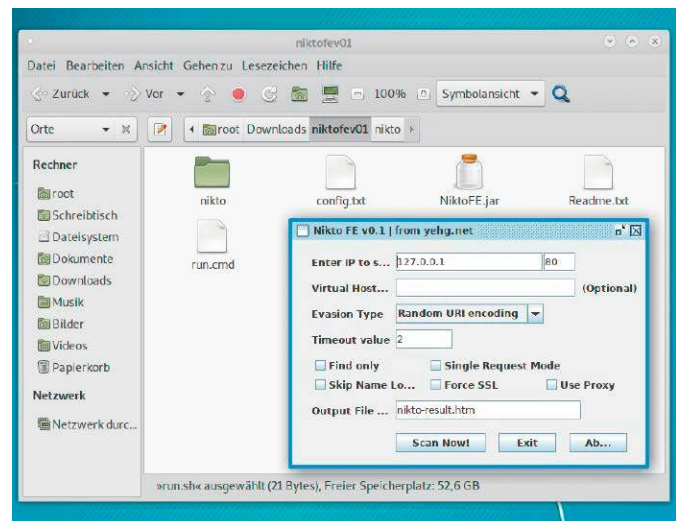 niktofev01
Datei Bearbeiten Ansicht Gehen zu Lesezeichen Hilfe
Zurück Vor 100% Symbolansicht
Orte root Downloads niktofev01 nikto
Rechner
root
Schreibtisch
Dateisystem
Dokumente
Downloads
Musik
Bilder
Videos
Papierkorb
Netzwerk
Netzwerk durc...
nikto config.txt NiktoFE.jar Readme.txt
run.cmd
Nikto FE v0.1 | from yehg.net
Enter IP to s... 127.0.0.1 80
Virtual Host... (Optional)
Evasion Type Random URI encoding
Timeout value 2
Find only Single Request Mode
Skip Name Lo... Force SSL Use Proxy
Output File ... nikto-result.htm
Scan Now! Exit Ab...
»run.sh« ausgewählt (21 Bytes), Freier Speicherplatz: 52,6 GB